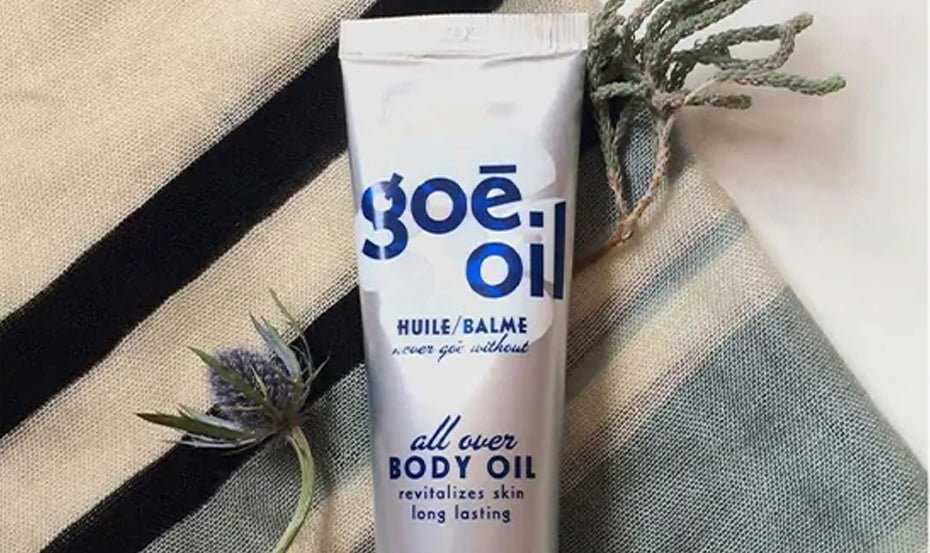 goē
oil
HUILE/BALME
never goē without
all over
BODY OIL
revitalizes skin
long lasting